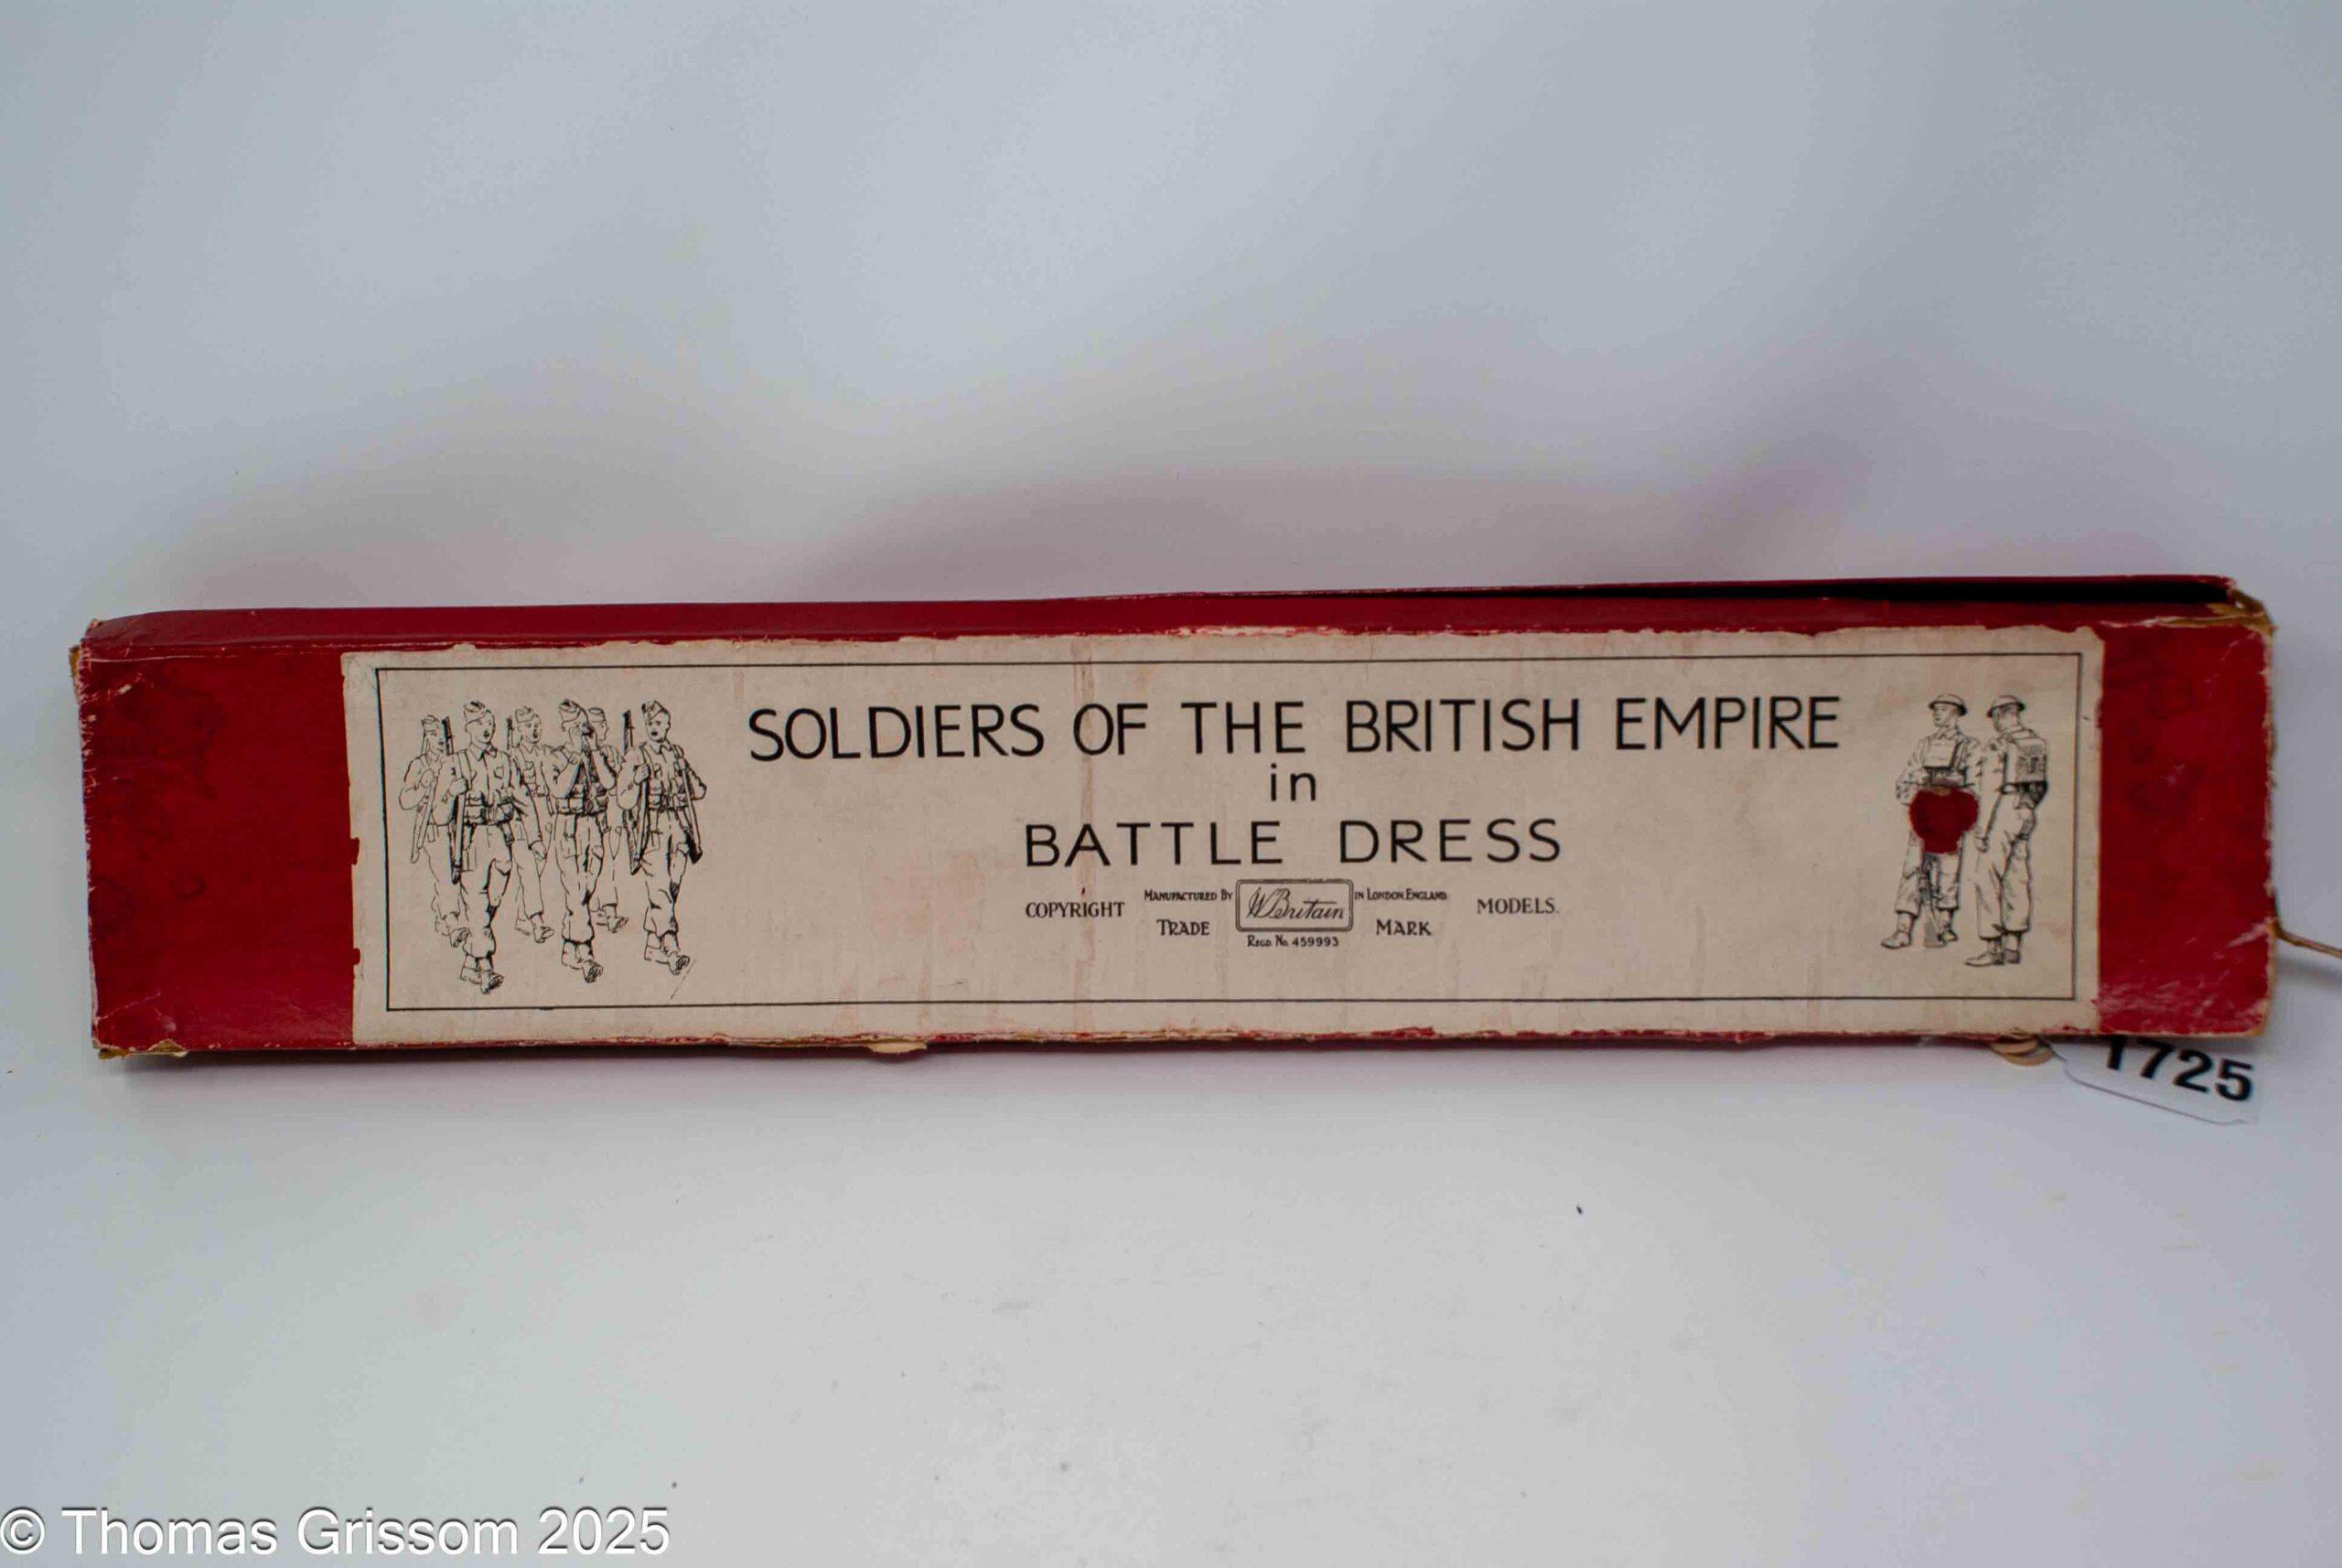 SOLDIERS OF THE BRITISH EMPIRE
in
BATTLE DRESS
COPYRIGHT MANUFACTURED BY W Britain IN LONDON ENGLAND MODELS.
TRADE MARK
REGD. No. 459993
1725
© Thomas Grissom 2025